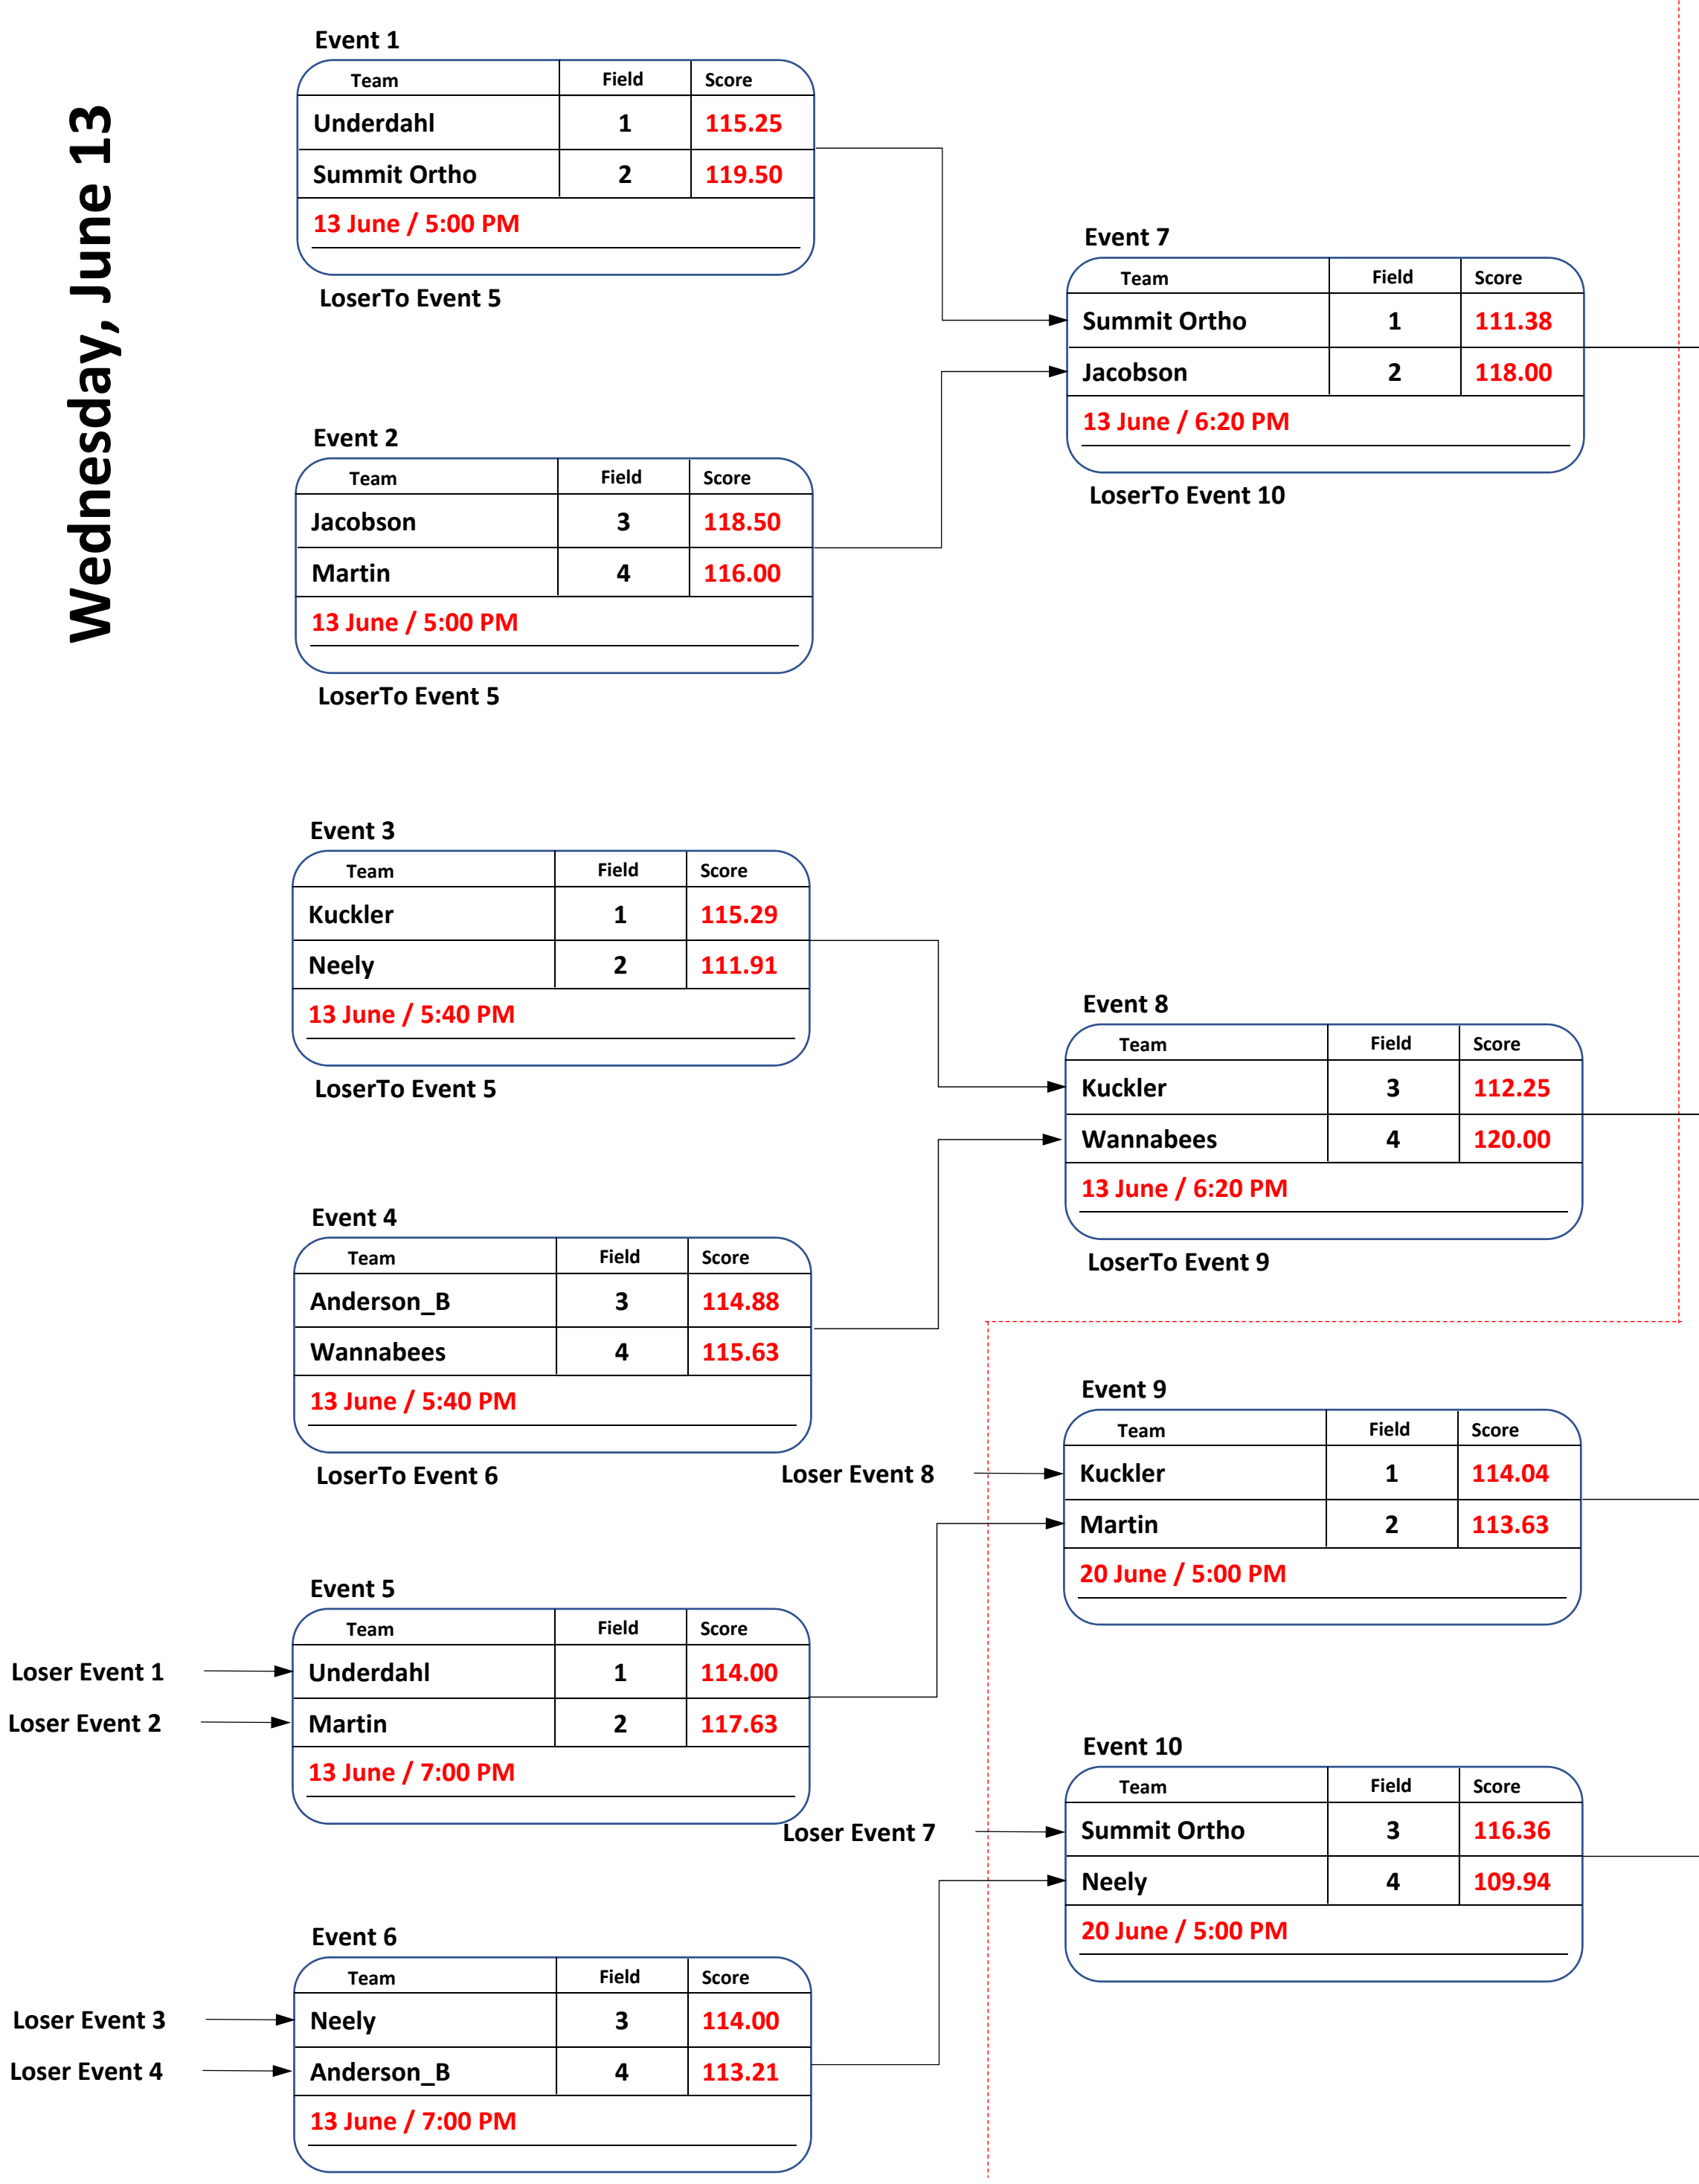 Wednesday, June 13
Event 1
Team Field Score
Underdahl 1 115.25
Summit Ortho 2 119.50
13 June / 5:00 PM
LoserTo Event 5
Event 2
Team Field Score
Jacobson 3 118.50
Martin 4 116.00
13 June / 5:00 PM
LoserTo Event 5
Event 3
Team Field Score
Kuckler 1 115.29
Neely 2 111.91
13 June / 5:40 PM
LoserTo Event 5
Event 4
Team Field Score
Anderson_B 3 114.88
Wannabees 4 115.63
13 June / 5:40 PM
LoserTo Event 6
Event 5
Team Field Score
Loser Event 1
Underdahl 1 114.00
Loser Event 2
Martin 2 117.63
13 June / 7:00 PM
Event 6
Team Field Score
Loser Event 3
Neely 3 114.00
Loser Event 4
Anderson_B 4 113.21
13 June / 7:00 PM
Event 7
Team Field Score
Summit Ortho 1 111.38
Jacobson 2 118.00
13 June / 6:20 PM
LoserTo Event 10
Event 8
Team Field Score
Kuckler 3 112.25
Wannabees 4 120.00
13 June / 6:20 PM
LoserTo Event 9
Event 9
Team Field Score
Loser Event 8
Kuckler 1 114.04
Martin 2 113.63
20 June / 5:00 PM
Event 10
Team Field Score
Loser Event 7
Summit Ortho 3 116.36
Neely 4 109.94
20 June / 5:00 PM